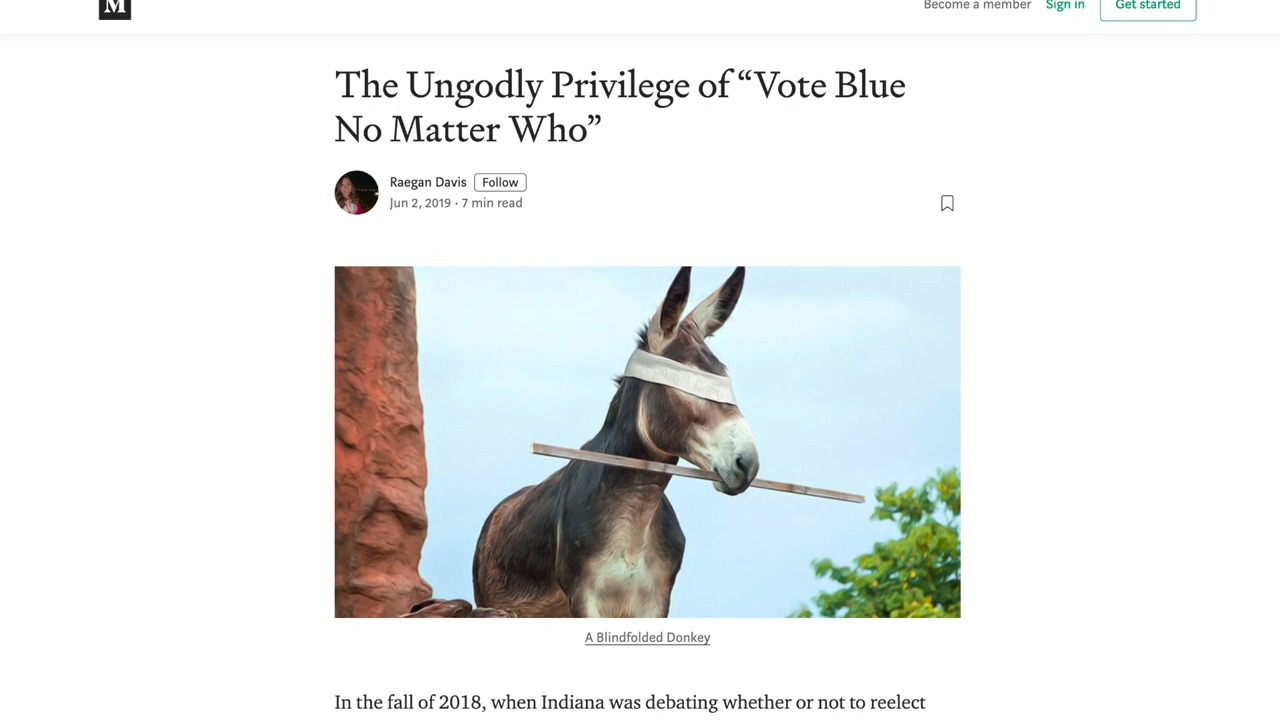 M
Become a member
Sign in
Get started
The Ungodly Privilege of “Vote Blue
No Matter Who”
Raegan Davis
Follow
Jun 2, 2019 · 7 min read
A Blindfolded Donkey
In the fall of 2018, when Indiana was debating whether or not to reelect